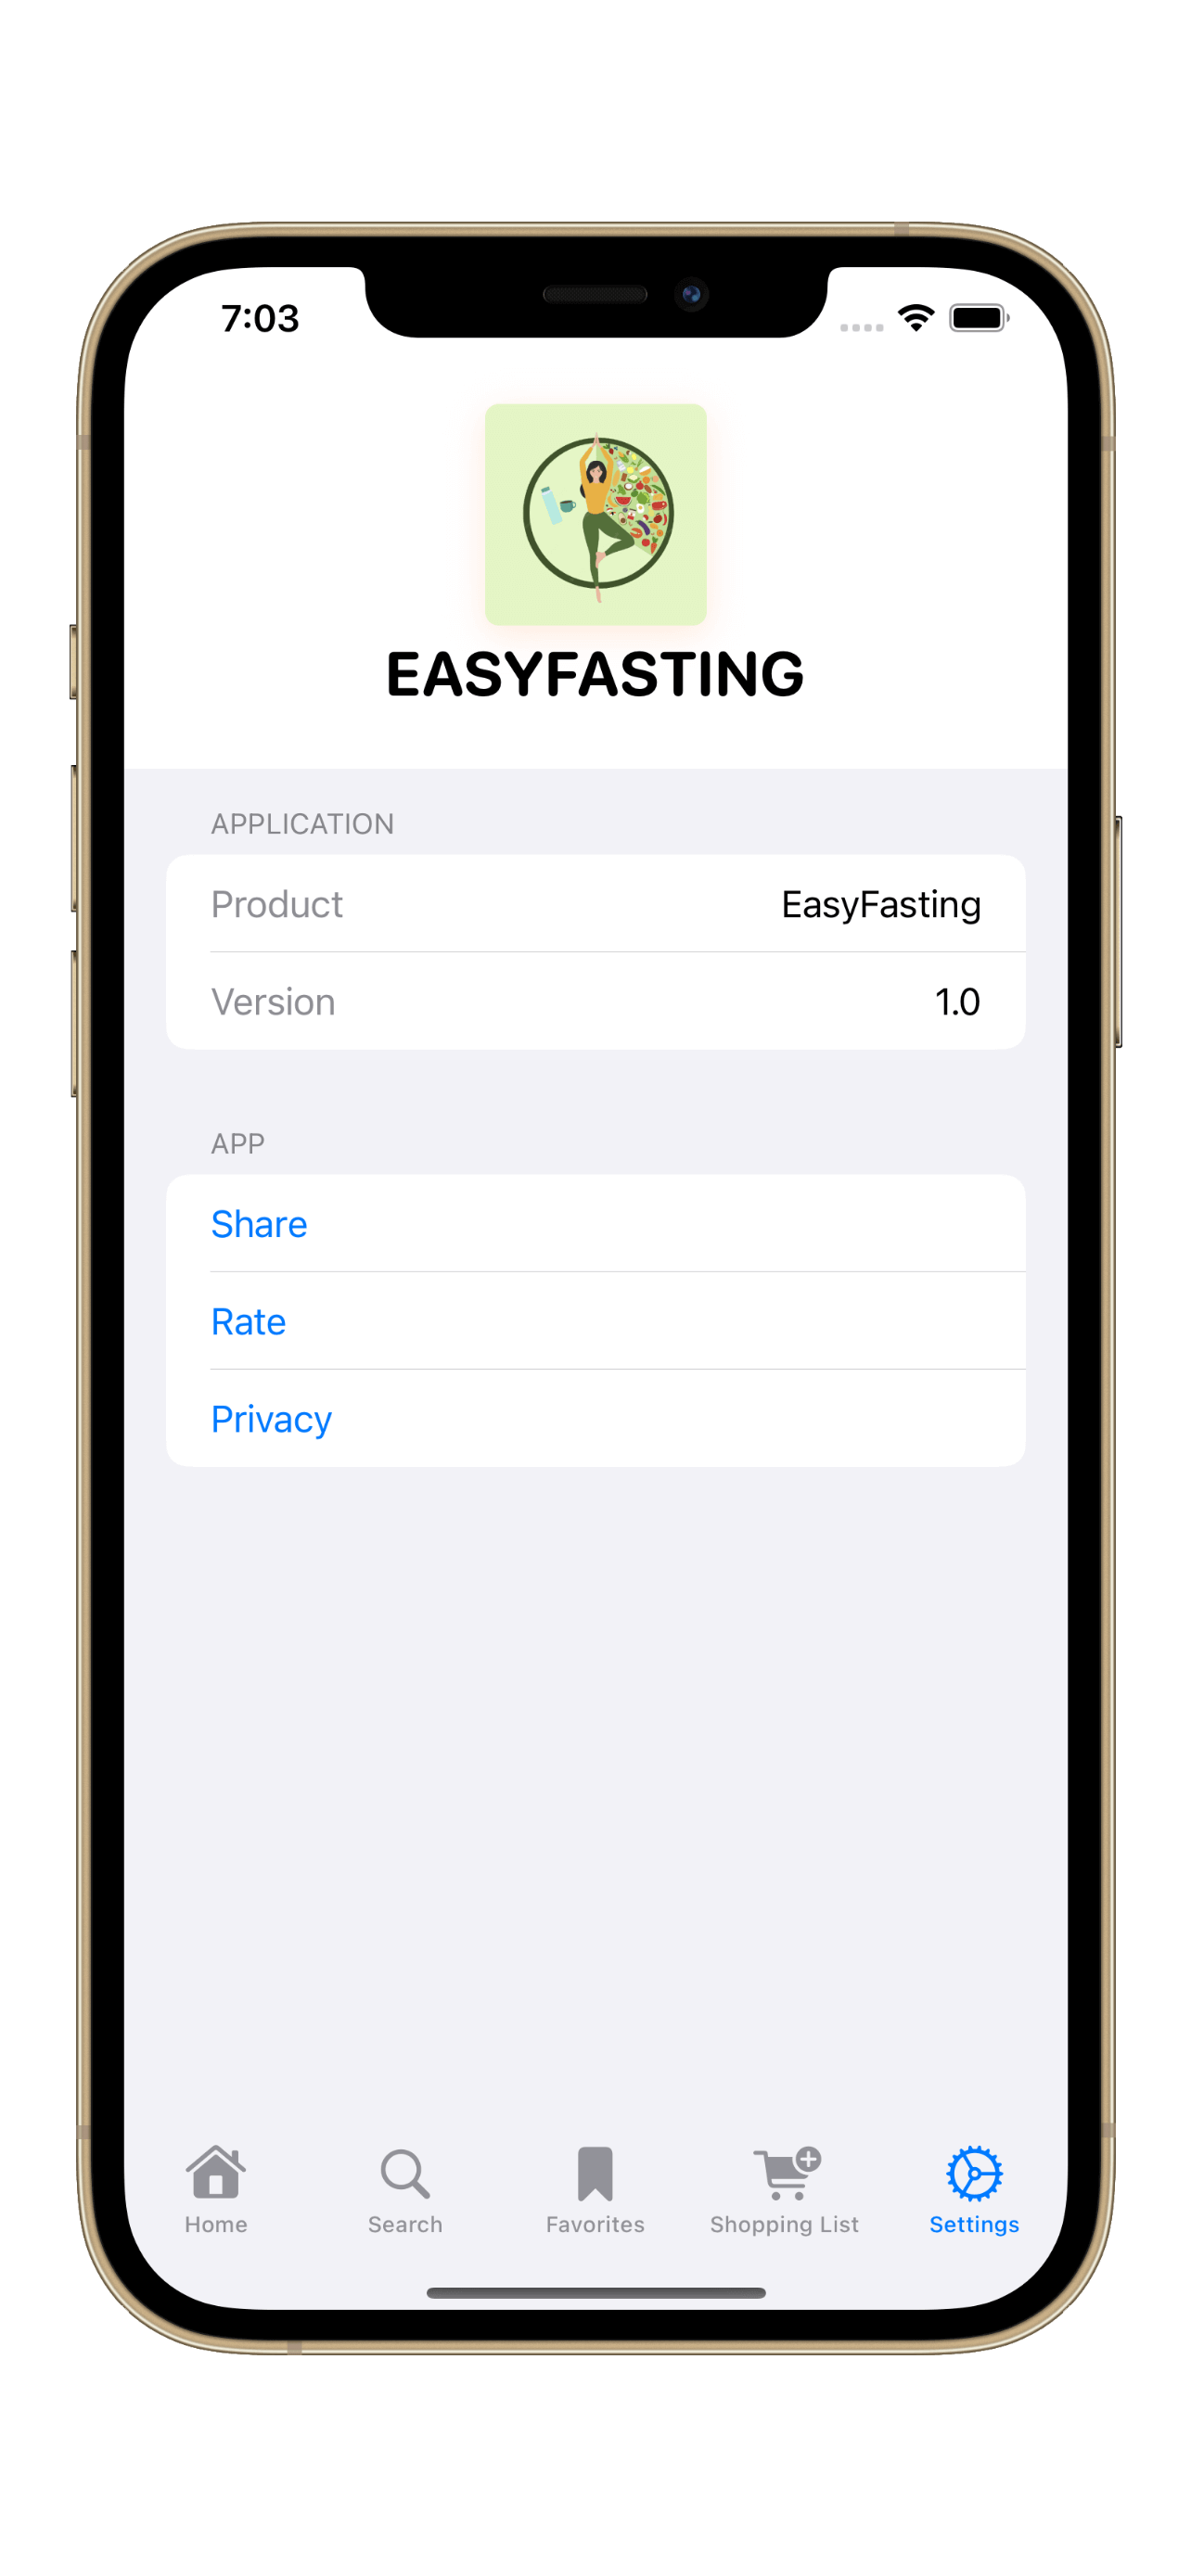 7:03
EASYFASTING
APPLICATION
Product EasyFasting
Version 1.0
APP
Share
Rate
Privacy
Home Search Favorites Shopping List Settings